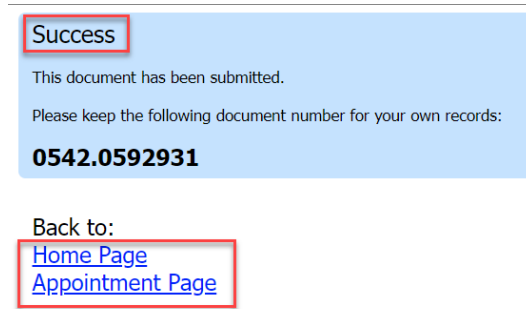 Success
This document has been submitted.
Please keep the following document number for your own records:
0542.0592931
Back to:
Home Page
Appointment Page